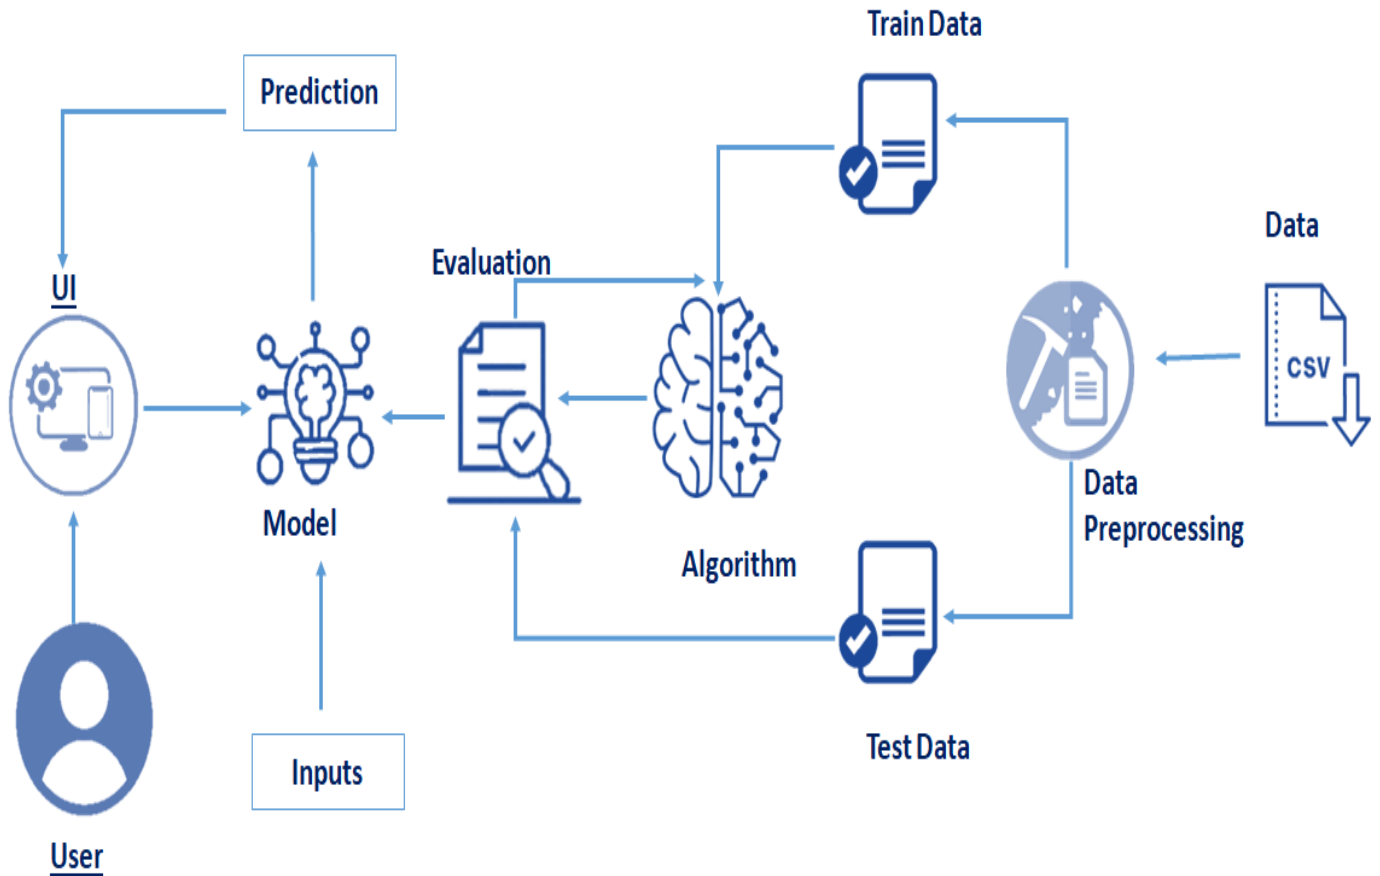 Train Data
Prediction
Data
Evaluation
UI
CSV
Model
Data
Preprocessing
Algorithm
Inputs
Test Data
User